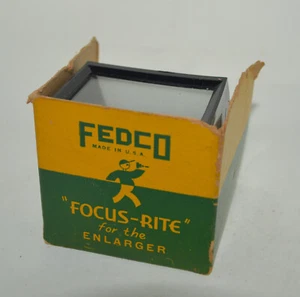 FEDCO
MADE IN U.S.A.
"FOCUS-RITE"
for the
ENLARGER